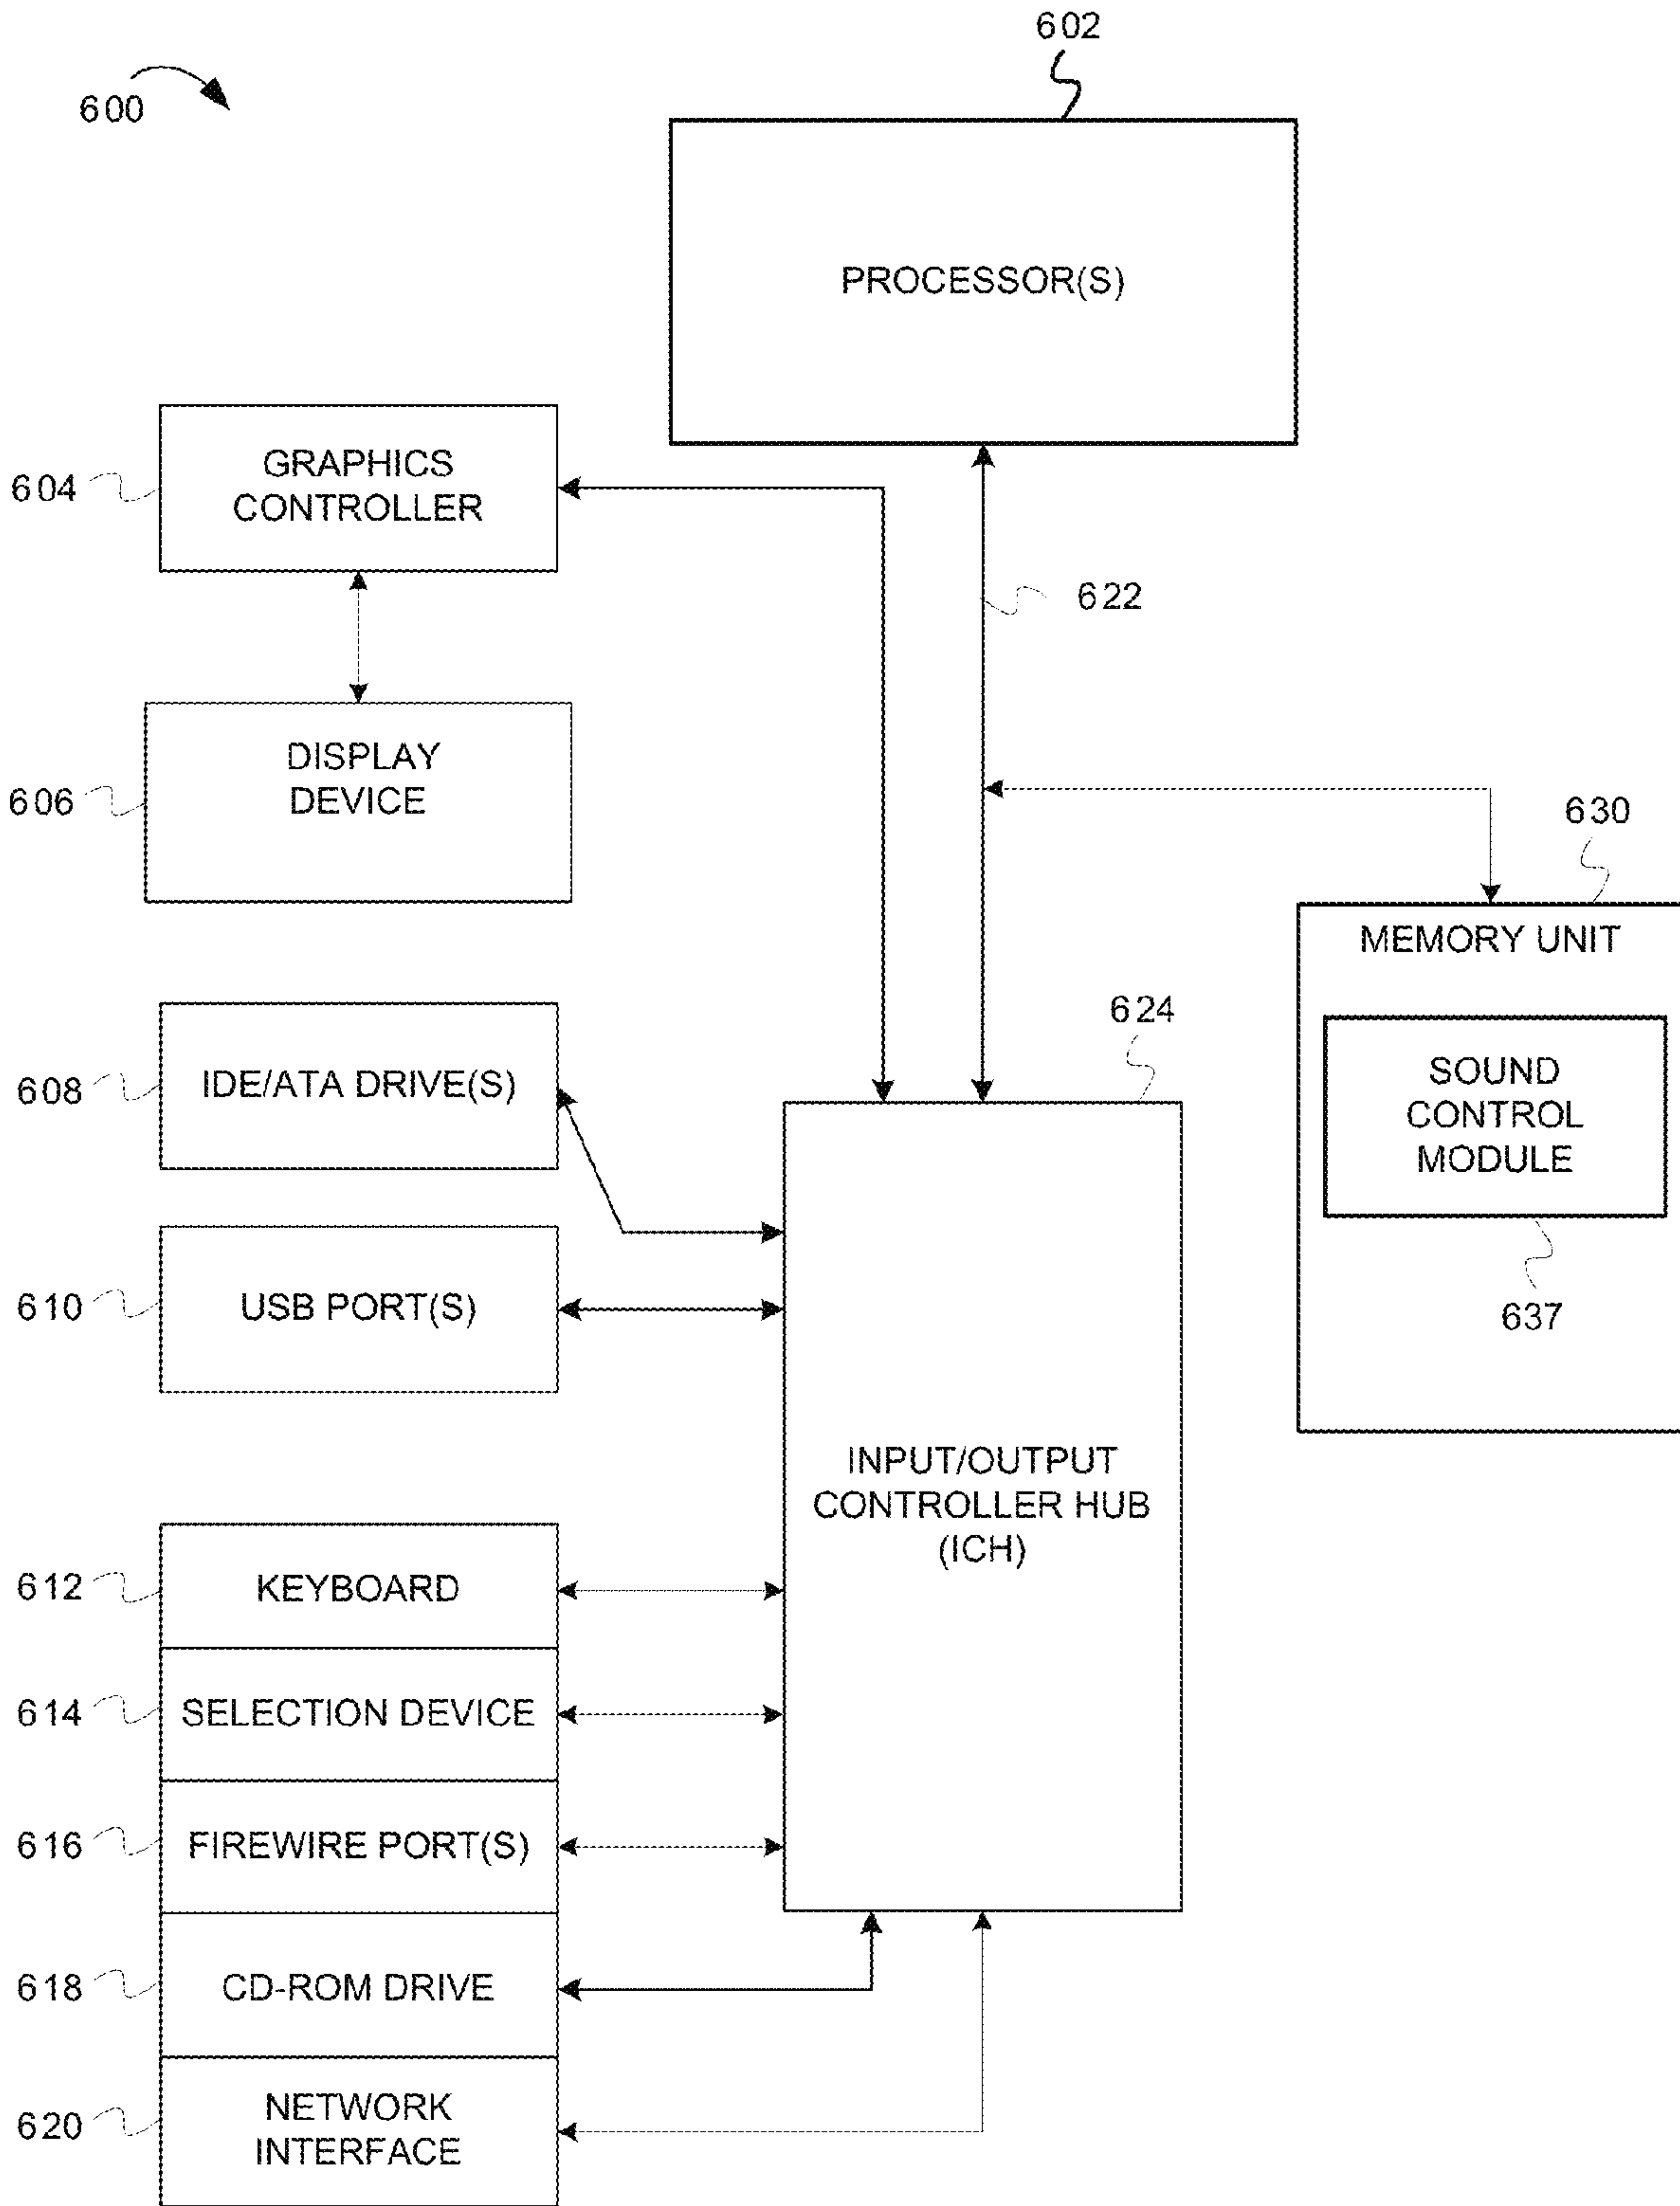 602
600
PROCESSOR(S)
604
GRAPHICS
CONTROLLER
622
606
DISPLAY
DEVICE
630
MEMORY UNIT
624
608
IDE/ATA DRIVE(S)
SOUND
CONTROL
MODULE
610
USB PORT(S)
637
INPUT/OUTPUT
CONTROLLER HUB
(ICH)
612
KEYBOARD
614
SELECTION DEVICE
616
FIREWIRE PORT(S)
618
CD-ROM DRIVE
620
NETWORK
INTERFACE